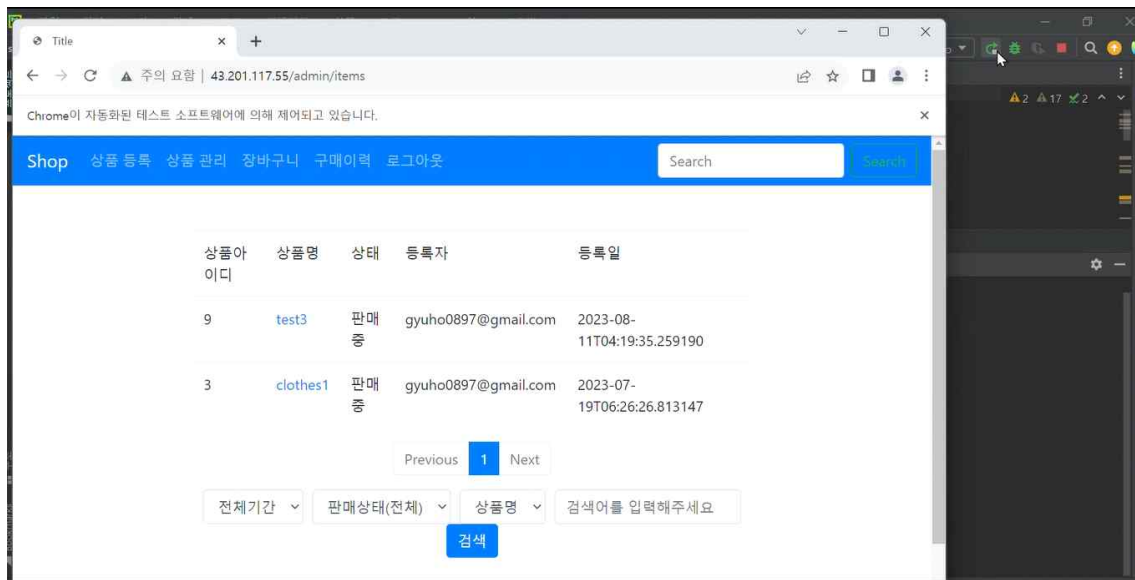 Title
주의 요함 | 43.201.117.55/admin/items
Chrome이 자동화된 테스트 소프트웨어에 의해 제어되고 있습니다.
Shop 상품 등록 상품 관리 장바구니 구매이력 로그아웃 Search Search
2 17 2
상품아이디 상품명 상태 등록자 등록일
9 test3 판매중 gyuho0897@gmail.com 2023-08-
11T04:19:35.259190
3 clothes1 판매중 gyuho0897@gmail.com 2023-07-
19T06:26:26.813147
Previous 1 Next
전체기간 판매상태(전체) 상품명 검색어를 입력해주세요
검색